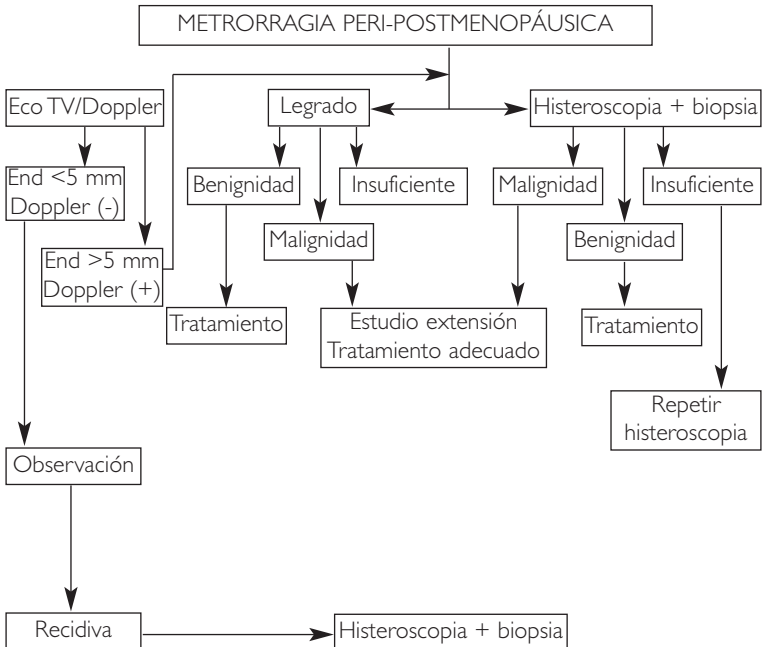 METRORRAGIA PERI-POSTMENOPÁUSICA
Eco TV/Doppler
Legrado
Histeroscopia + biopsia
End <5 mm
Doppler (-)
Benignidad
Insuficiente
Malignidad
Insuficiente
Malignidad
Benignidad
End >5 mm
Doppler (+)
Tratamiento
Estudio extensión
Tratamiento adecuado
Tratamiento
Repetir
histeroscopia
Observación
Recidiva
Histeroscopia + biopsia